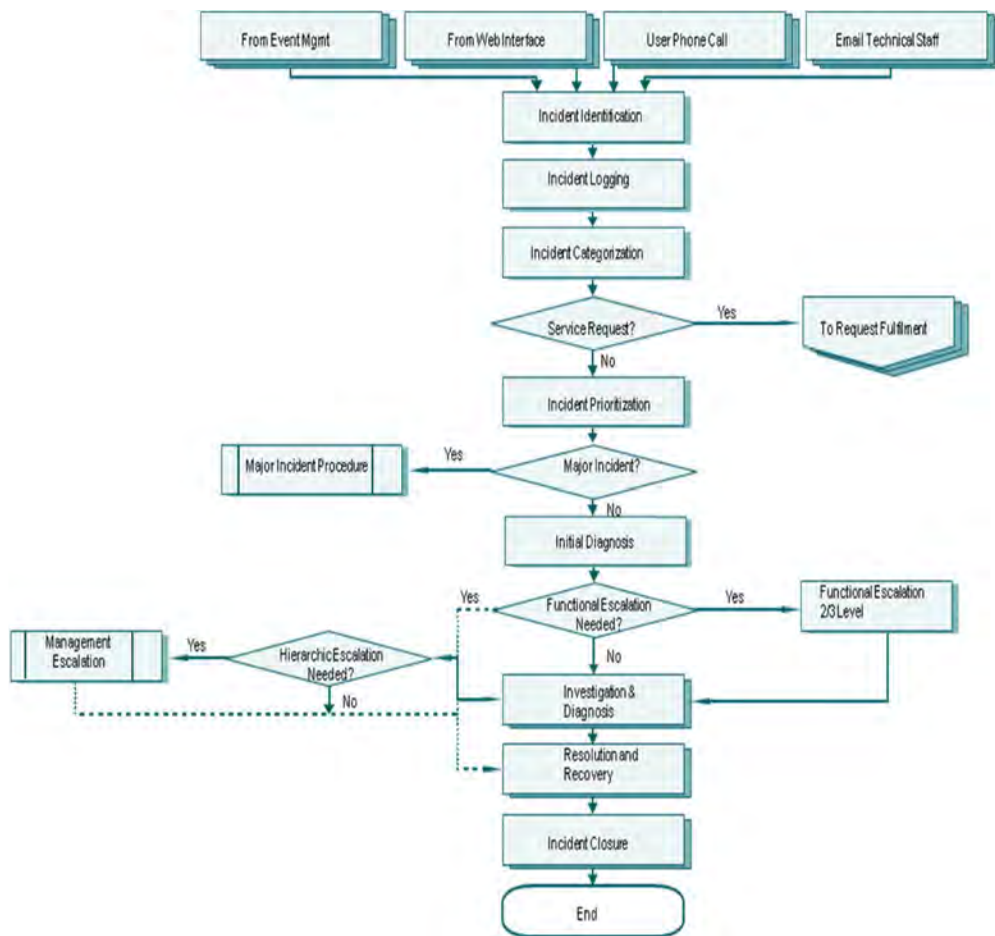 From Event Mgmt
From Web Interface
User Phone Call
Email Technical Staff
Incident Identification
Incident Logging
Incident Categorization
Service Request?
Yes
To Request Fulfilment
No
Incident Prioritization
Major Incident Procedure
Yes
Major Incident?
No
Initial Diagnosis
Yes
Functional Escalation
Needed?
Yes
Functional Escalation
2/3 Level
Management
Escalation
Yes
Hierarchic Escalation
Needed?
No
No
Investigation &
Diagnosis
Resolution and
Recovery
Incident Closure
End